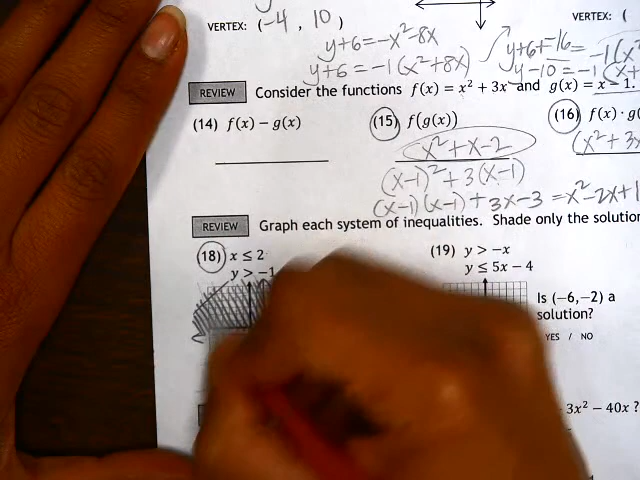 VERTEX: (-4, 10)
VERTEX: (
y+6=-x²-8x
y+6=-1(x²+8x)
y+6+-16=-1(x²
y-10=-1(x+
REVIEW Consider the functions f(x) = x² + 3x and g(x) = x − 1.
(14) f(x) − g(x)
(15) f(g(x))
(16) f(x) · g(
x²+x-2
(x²+3x
(x-1)²+3(x-1)
(x-1)(x-1)+3x-3=x²-2x+1
REVIEW Graph each system of inequalities. Shade only the solution
(18) x ≤ 2
y > −1
(19) y > −x
y ≤ 5x − 4
Is (−6,−2) a
solution?
YES / NO
3x² − 40x ?